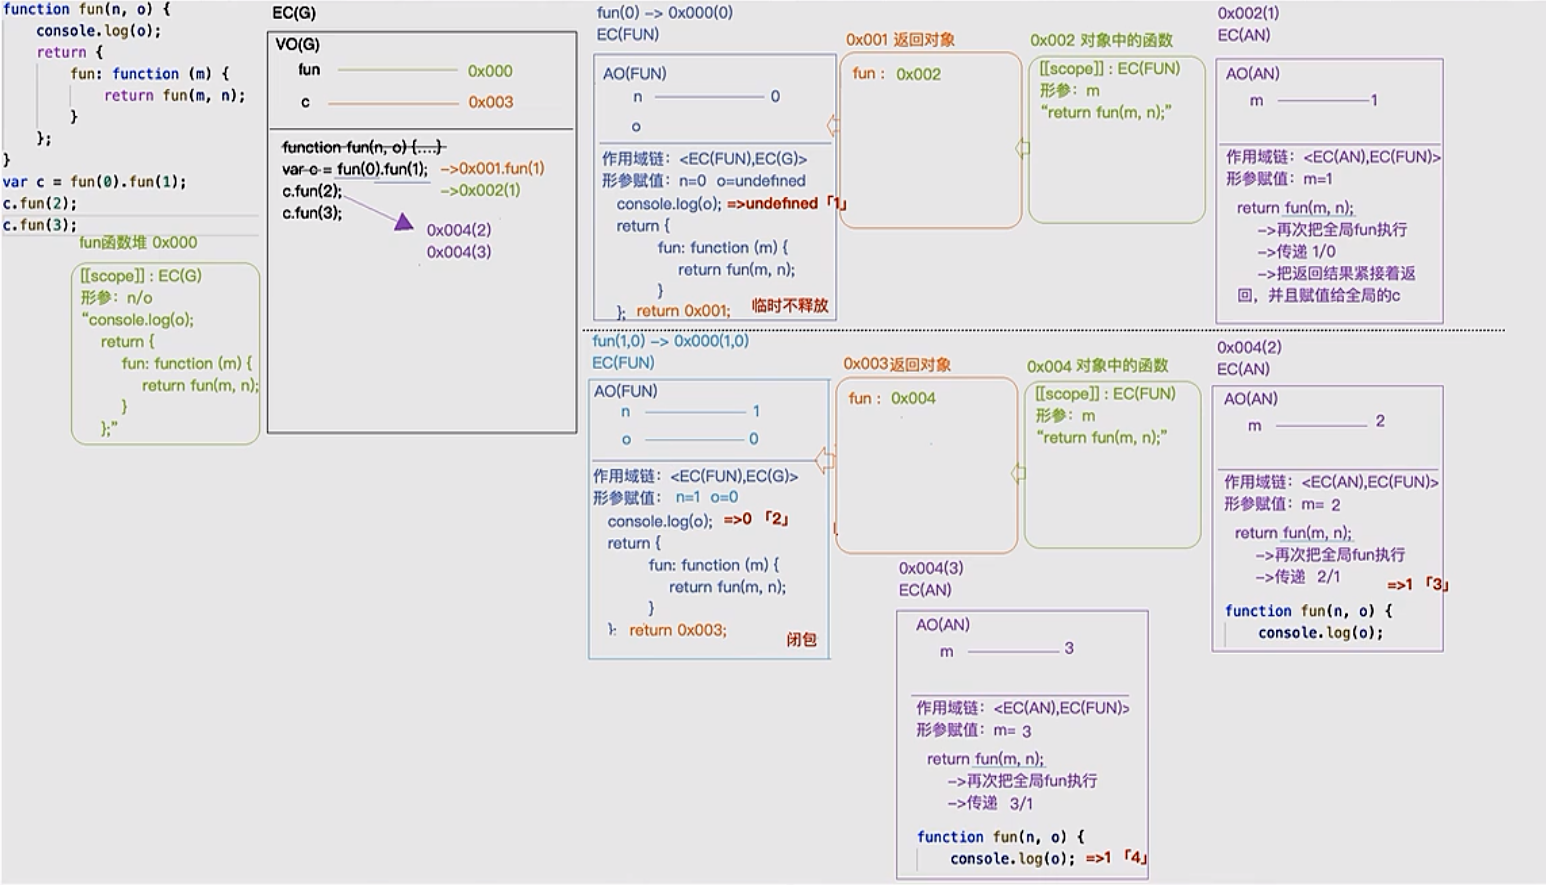 function fun(n, o) {
console.log(o);
return {
fun: function (m) {
return fun(m, n);
}
};
}
var c = fun(0).fun(1);
c.fun(2);
c.fun(3);
fun函数堆 0x000
[[scope]] : EC(G)
形参：n/o
“console.log(o);
return {
fun: function (m) {
return fun(m, n);
}
};”
EC(G)
VO(G)
fun 0x000
c 0x003
function fun(n, o) {....}
var c = fun(0).fun(1); ->0x001.fun(1)
c.fun(2); ->0x002(1)
c.fun(3);
0x004(2)
0x004(3)
fun(0) -> 0x000(0)
EC(FUN)
AO(FUN)
n 0
o
作用域链：<EC(FUN),EC(G)>
形参赋值：n=0 o=undefined
console.log(o); =>undefined「1」
return {
fun: function (m) {
return fun(m, n);
}
}; return 0x001; 临时不释放
0x001 返回对象
fun : 0x002
0x002 对象中的函数
[[scope]] : EC(FUN)
形参：m
“return fun(m, n);”
0x002(1)
EC(AN)
AO(AN)
m 1
作用域链：<EC(AN),EC(FUN)>
形参赋值：m=1
return fun(m, n);
->再次把全局fun执行
->传递 1/0
->把返回结果紧接着返
回，并且赋值给全局的c
fun(1,0) -> 0x000(1,0)
EC(FUN)
AO(FUN)
n 1
o 0
作用域链：<EC(FUN),EC(G)>
形参赋值： n=1 o=0
console.log(o); =>0 「2」
return {
fun: function (m) {
return fun(m, n);
}
}; return 0x003; 闭包
0x003返回对象
fun : 0x004
0x004 对象中的函数
[[scope]] : EC(FUN)
形参：m
“return fun(m, n);”
0x004(2)
EC(AN)
AO(AN)
m 2
作用域链：<EC(AN),EC(FUN)>
形参赋值：m= 2
return fun(m, n);
->再次把全局fun执行
->传递 2/1 =>1 「3」
function fun(n, o) {
console.log(o);
0x004(3)
EC(AN)
AO(AN)
m 3
作用域链：<EC(AN),EC(FUN)>
形参赋值：m= 3
return fun(m, n);
->再次把全局fun执行
->传递 3/1
function fun(n, o) {
console.log(o); =>1 「4」